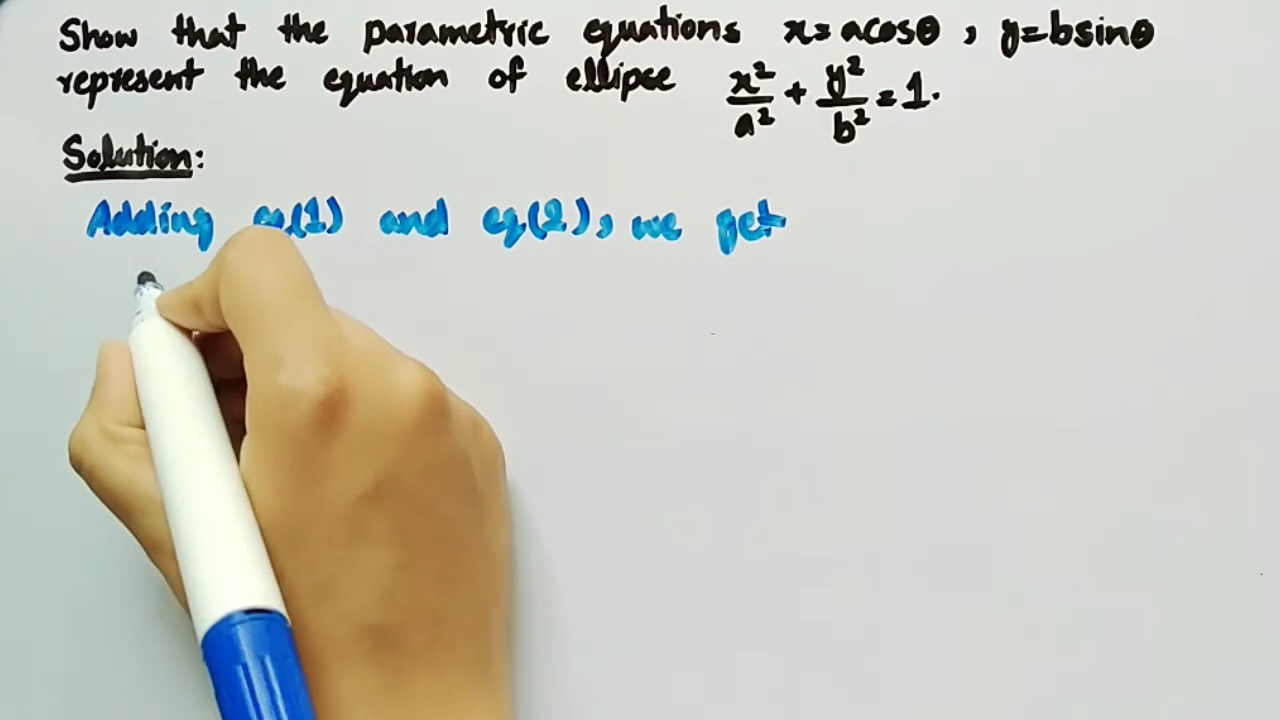 Show that the parametric equations x=acosθ, y=bsinθ
represent the equation of ellipse x²/a² + y²/b² = 1.
Solution:
Adding eq(1) and eq(2), we get